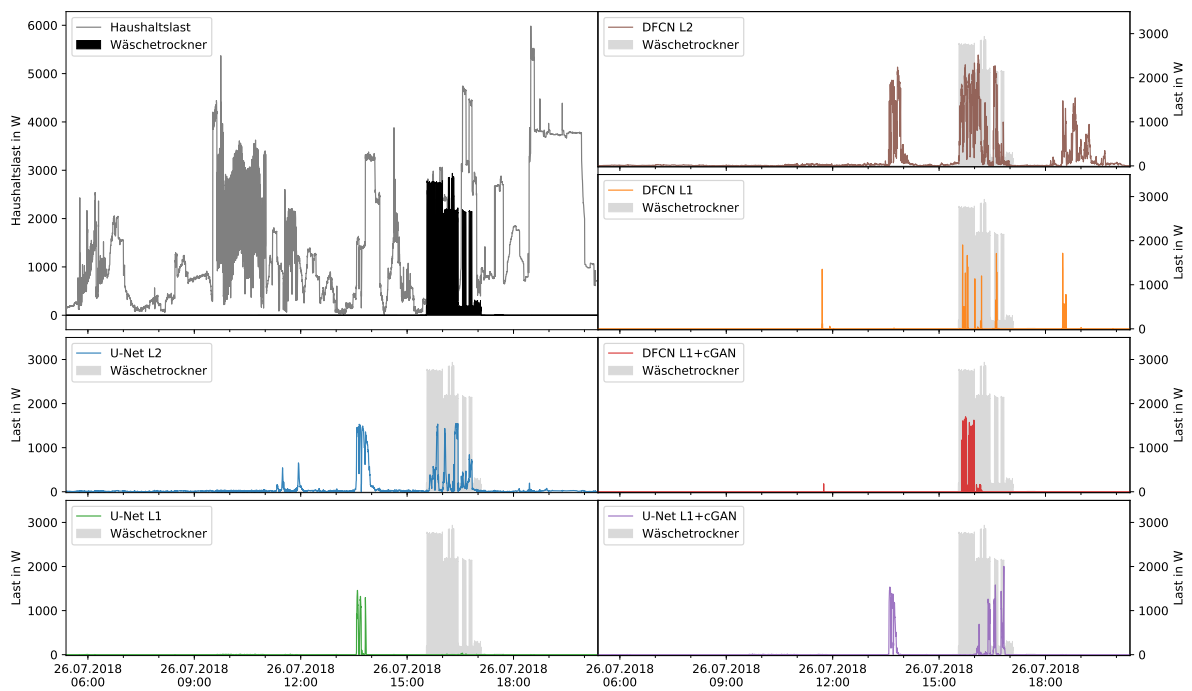 Haushaltslast in W
6000
5000
4000
3000
2000
1000
0
Haushaltslast
Wäschetrockner
DFCN L2
Wäschetrockner
3000
2000
1000
0
Last in W
DFCN L1
Wäschetrockner
3000
2000
1000
0
Last in W
Last in W
3000
2000
1000
0
U-Net L2
Wäschetrockner
DFCN L1+cGAN
Wäschetrockner
3000
2000
1000
0
Last in W
Last in W
3000
2000
1000
0
U-Net L1
Wäschetrockner
U-Net L1+cGAN
Wäschetrockner
3000
2000
1000
0
Last in W
26.07.2018
06:00
26.07.2018
09:00
26.07.2018
12:00
26.07.2018
15:00
26.07.2018
18:00
26.07.2018
06:00
26.07.2018
12:00
26.07.2018
15:00
26.07.2018
18:00